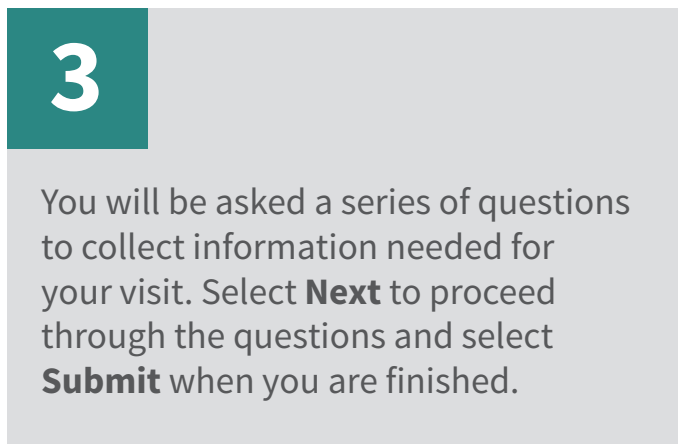 3
You will be asked a series of questions
to collect information needed for
your visit. Select Next to proceed
through the questions and select
Submit when you are finished.